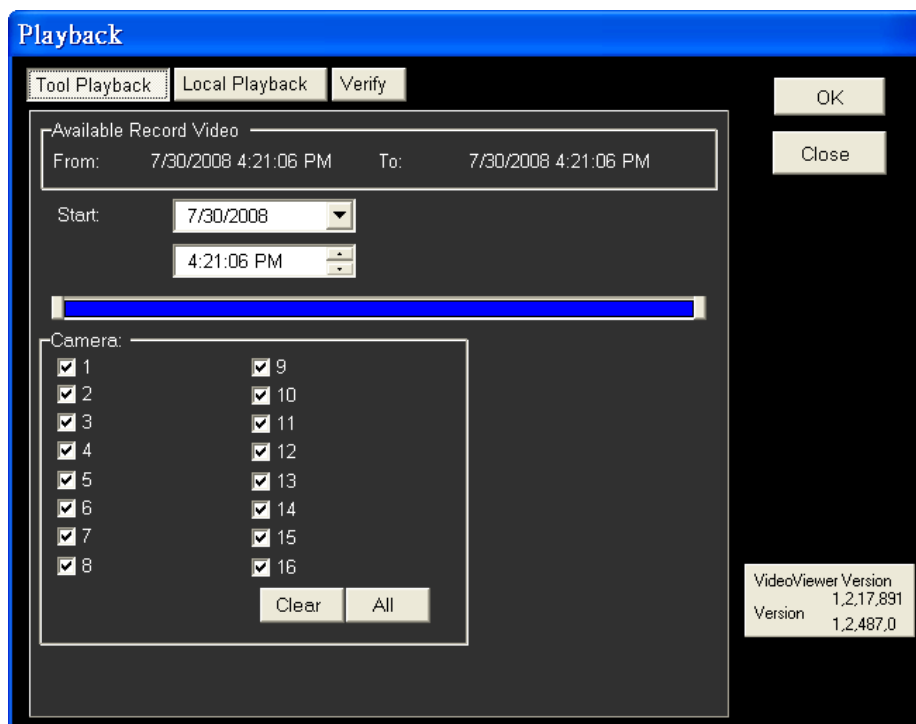 Playback
Tool Playback Local Playback Verify
OK
Close
Available Record Video
From: 7/30/2008 4:21:06 PM To: 7/30/2008 4:21:06 PM
Start: 7/30/2008
4:21:06 PM
Camera:
1 9
2 10
3 11
4 12
5 13
6 14
7 15
8 16
Clear All
VideoViewer Version
1,2,17,891
Version
1,2,487,0